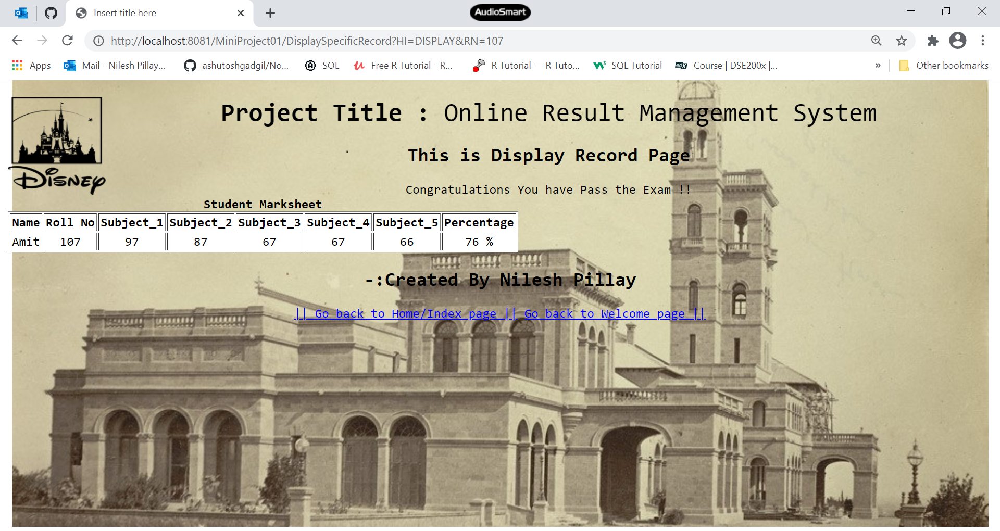 Insert title here
AudioSmart
http://localhost:8081/MiniProject01/DisplaySpecificRecord?HI=DISPLAY&RN=107
Apps Mail - Nilesh Pillay... ashutoshgadgil/No... SOL Free R Tutorial - R... R Tutorial — R Tuto... SQL Tutorial Course | DSE200x |... » Other bookmarks
Disney
Project Title : Online Result Management System
This is Display Record Page
Congratulations You have Pass the Exam !!
Student Marksheet
Name Roll No Subject_1 Subject_2 Subject_3 Subject_4 Subject_5 Percentage
Amit 107 97 87 67 67 66 76 %
-:Created By Nilesh Pillay
|| Go back to Home/Index page || Go back to Welcome page ||